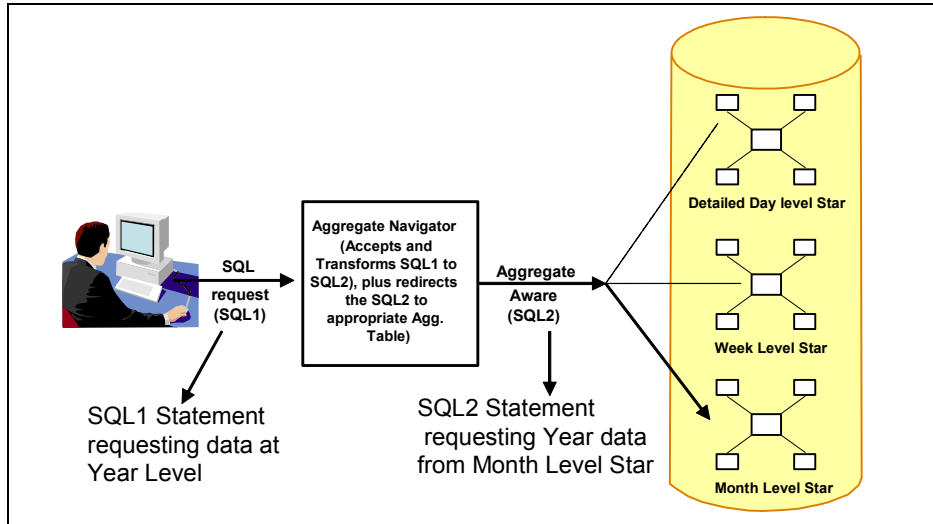 SQL
request
(SQL1)
SQL1 Statement
requesting data at
Year Level
Aggregate Navigator
(Accepts and
Transforms SQL1 to
SQL2), plus redirects
the SQL2 to
appropriate Agg.
Table)
Aggregate
Aware
(SQL2)
SQL2 Statement
requesting Year data
from Month Level Star
Detailed Day level Star
Week Level Star
Month Level Star